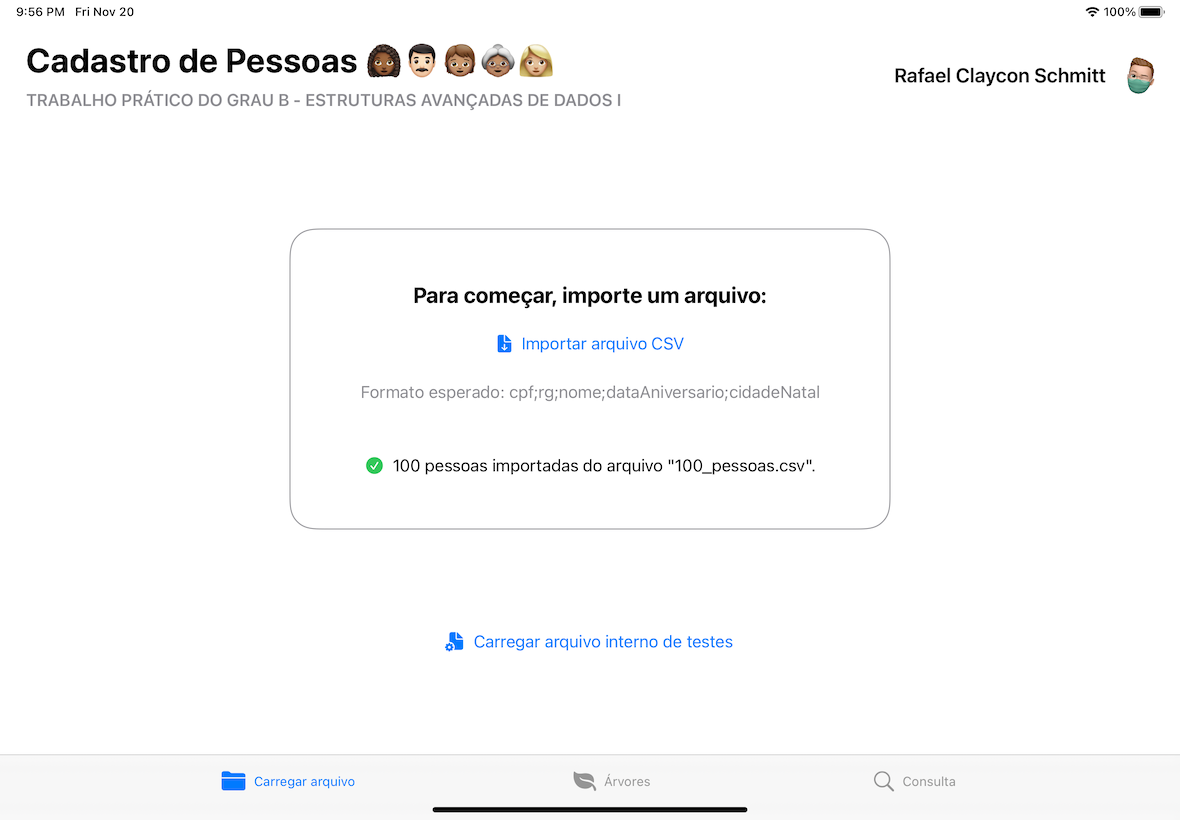 9:56 PM Fri Nov 20
100%
Cadastro de Pessoas
TRABALHO PRÁTICO DO GRAU B - ESTRUTURAS AVANÇADAS DE DADOS I
Rafael Claycon Schmitt
Para começar, importe um arquivo:
Importar arquivo CSV
Formato esperado: cpf;rg;nome;dataAniversario;cidadeNatal
100 pessoas importadas do arquivo "100_pessoas.csv".
Carregar arquivo interno de testes
Carregar arquivo
Árvores
Consulta